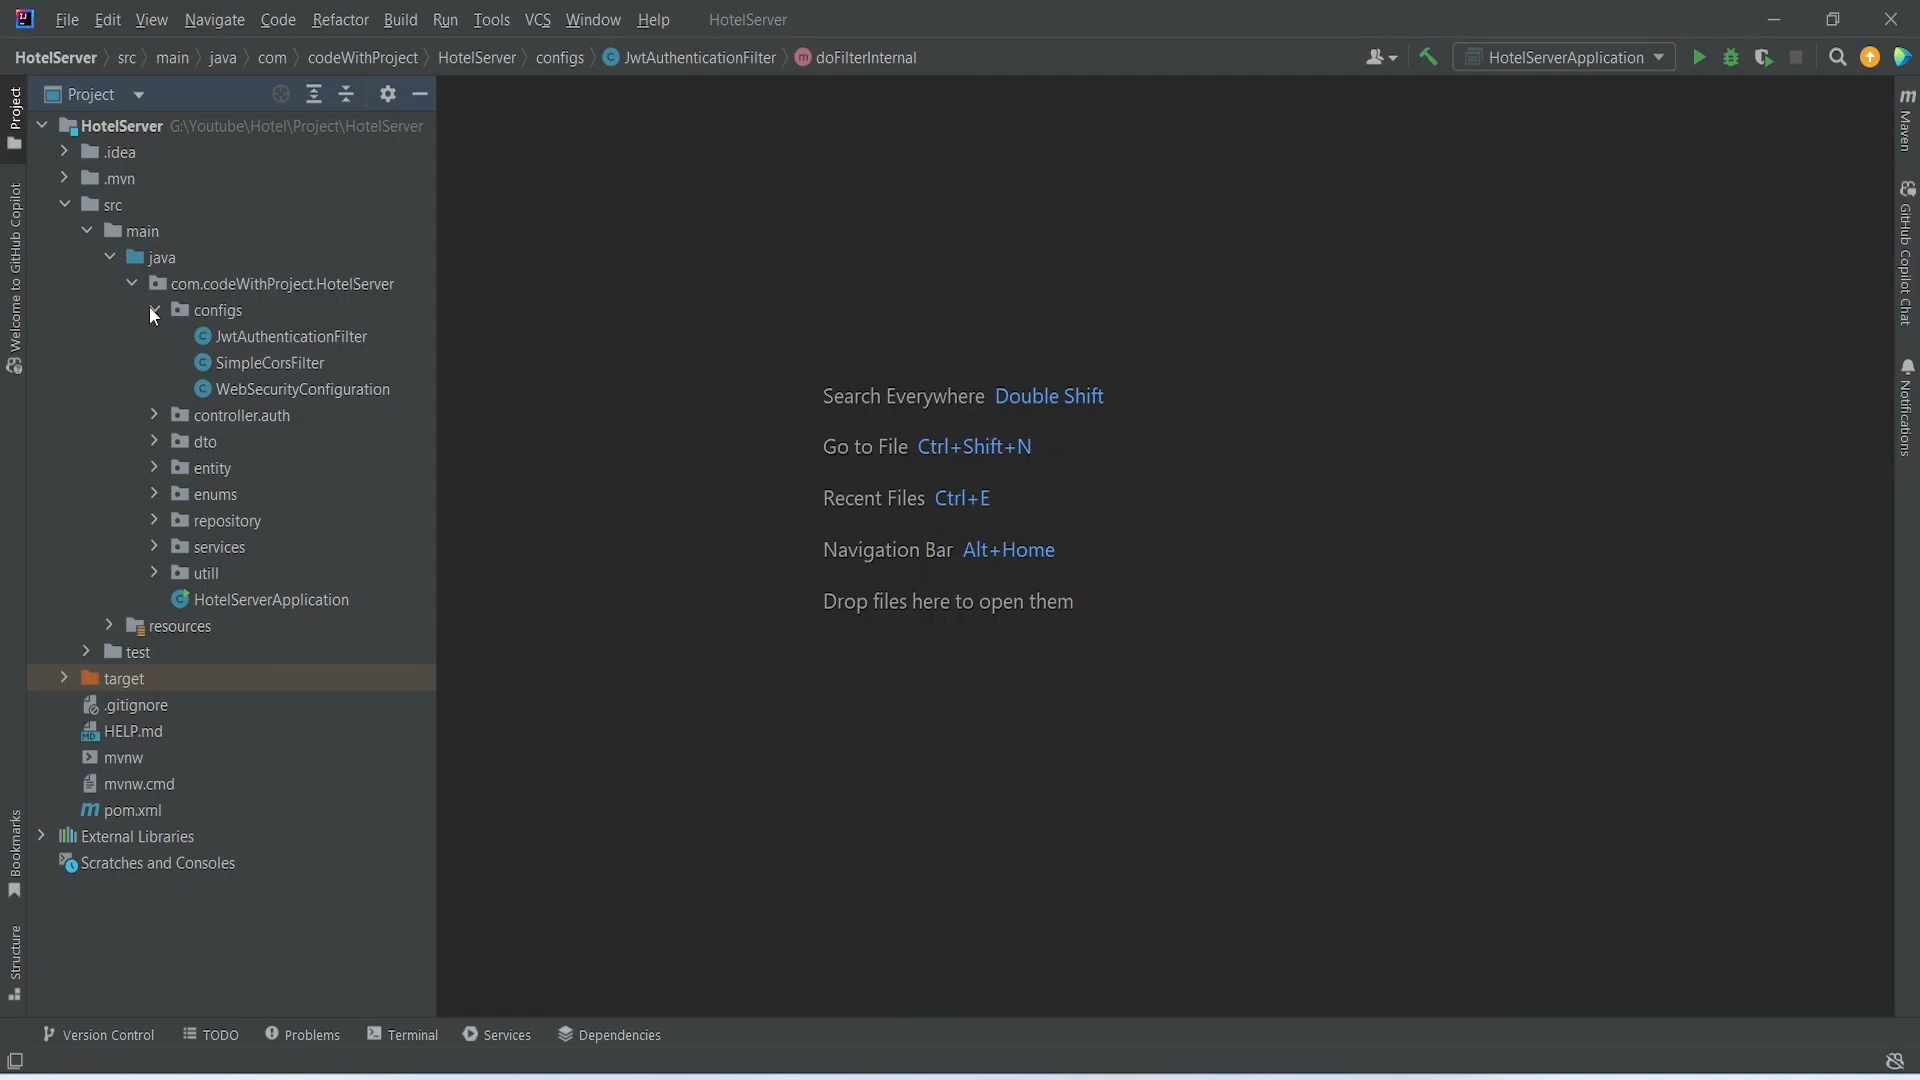 File Edit View Navigate Code Refactor Build Run Tools VCS Window Help HotelServer
HotelServer src main java com codeWithProject HotelServer configs JwtAuthenticationFilter doFilterInternal HotelServerApplication
Project
HotelServer G:\Youtube\Hotel\Project\HotelServer
.idea
.mvn
src
main
java
com.codeWithProject.HotelServer
configs
JwtAuthenticationFilter
SimpleCorsFilter
WebSecurityConfiguration
controller.auth
dto
entity
enums
repository
services
utill
HotelServerApplication
resources
test
target
.gitignore
HELP.md
mvnw
mvnw.cmd
pom.xml
External Libraries
Scratches and Consoles
Search Everywhere Double Shift
Go to File Ctrl+Shift+N
Recent Files Ctrl+E
Navigation Bar Alt+Home
Drop files here to open them
Project
Welcome to GitHub Copilot
Bookmarks
Structure
Maven
GitHub Copilot Chat
Notifications
Version Control TODO Problems Terminal Services Dependencies